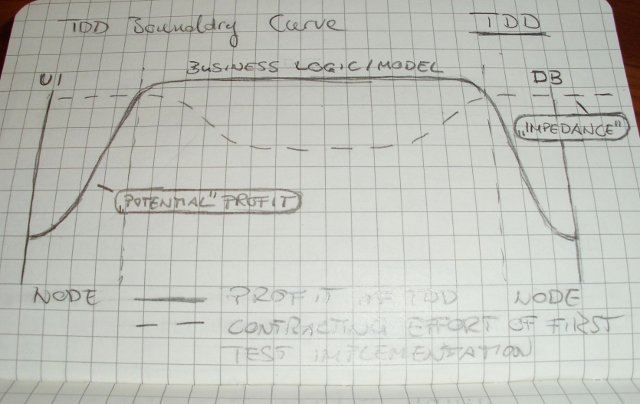 TDD Boundary Curve
TDD
BUSINESS LOGIC/MODEL
UI
DB
„IMPEDANCE"
„POTENTIAL" PROFIT
NODE
NODE
PROFIT OF TDD
CONTRACTING EFFORT OF FIRST
TEST IMPLEMENTATION